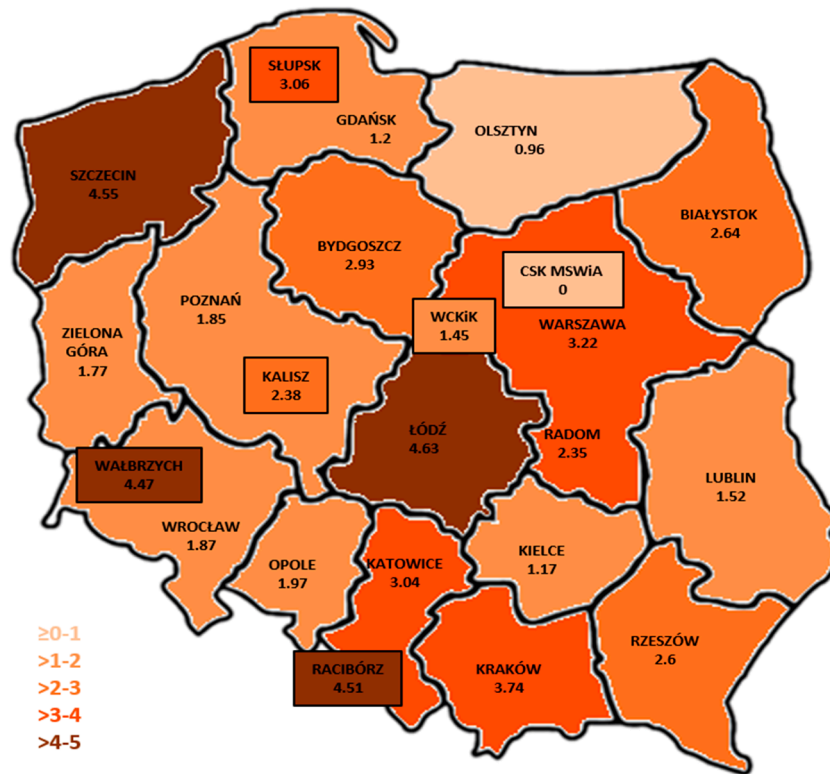 SŁUPSK
3.06
GDAŃSK
1.2
OLSZTYN
0.96
SZCZECIN
4.55
BIAŁYSTOK
2.64
BYDGOSZCZ
2.93
CSK MSWiA
0
POZNAŃ
1.85
WCKiK
1.45
WARSZAWA
3.22
ZIELONA
GÓRA
1.77
KALISZ
2.38
ŁÓDŹ
4.63
RADOM
2.35
WAŁBRZYCH
4.47
LUBLIN
1.52
WROCŁAW
1.87
OPOLE
1.97
KATOWICE
3.04
KIELCE
1.17
RACIBÓRZ
4.51
KRAKÓW
3.74
RZESZÓW
2.6
≥0-1
>1-2
>2-3
>3-4
>4-5